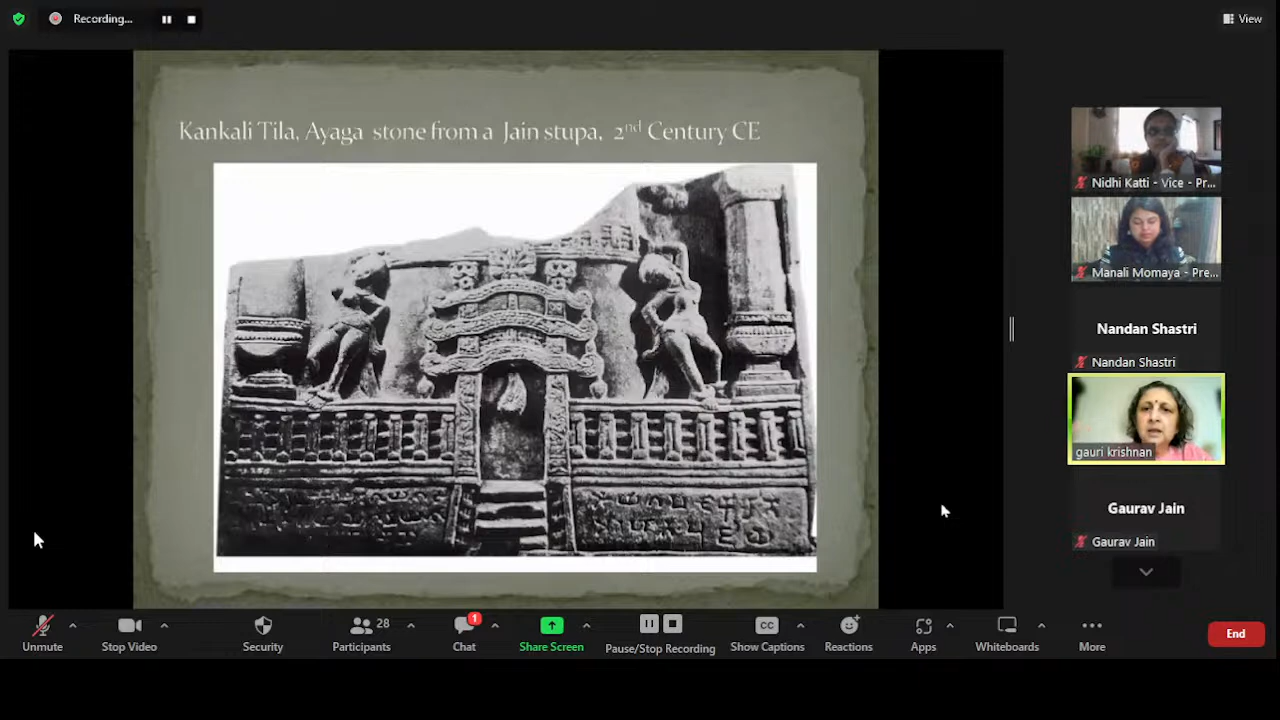 Recording...
View
Kankali Tila, Ayaga stone from a Jain stupa, 2nd Century CE
Nidhi Katti - Vice - Pr...
Manali Momaya - Pre...
Nandan Shastri
Nandan Shastri
gauri krishnan
Gaurav Jain
Gaurav Jain
Unmute
Stop Video
Security
28
Participants
1
Chat
Share Screen
Pause/Stop Recording
CC
Show Captions
Reactions
Apps
Whiteboards
More
End